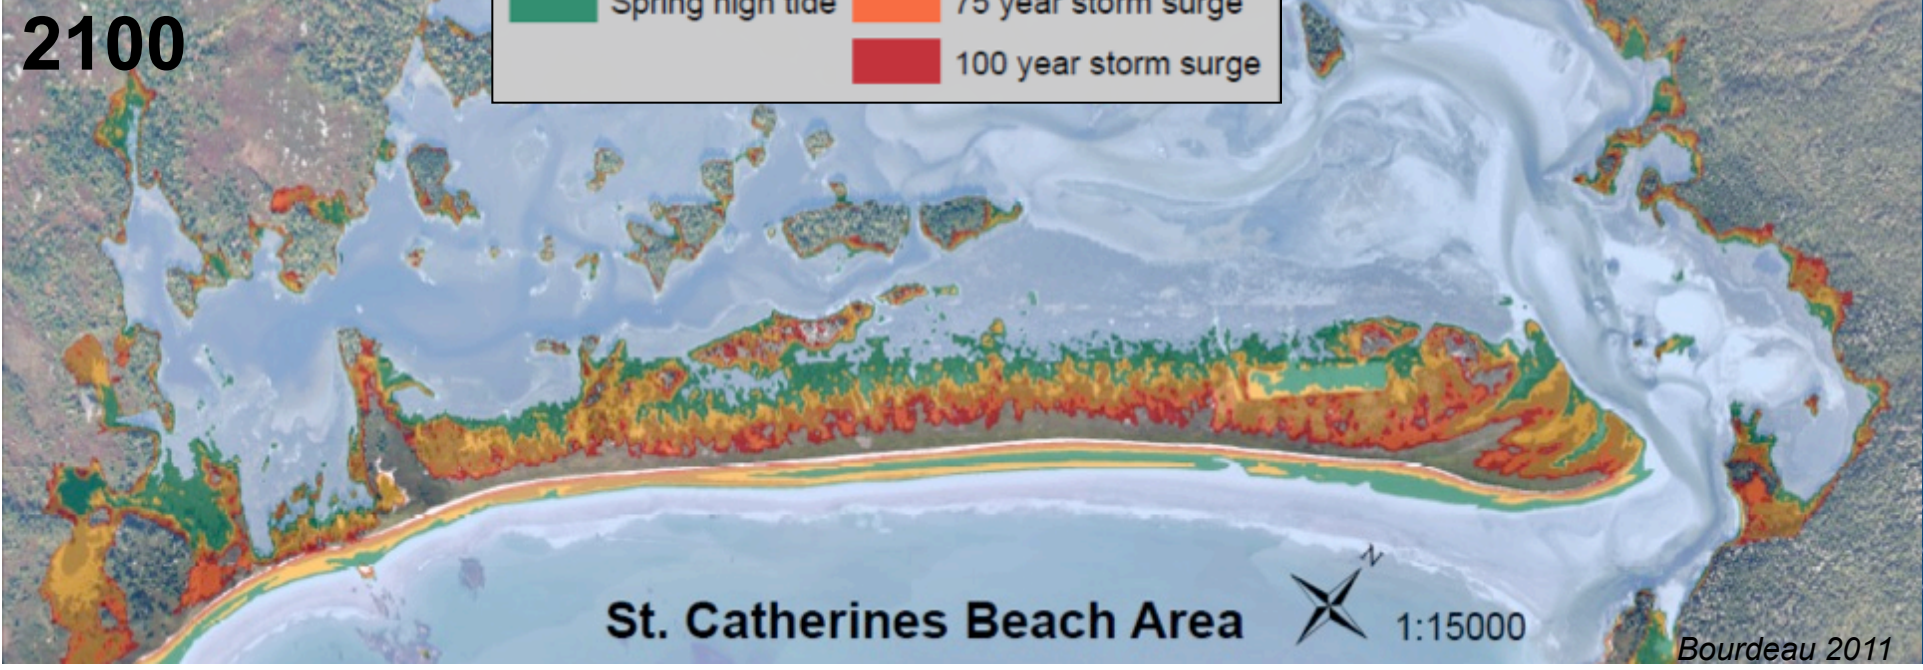 2100
Spring high tide
75 year storm surge
100 year storm surge
N
St. Catherines Beach Area
1:15000
Bourdeau 2011